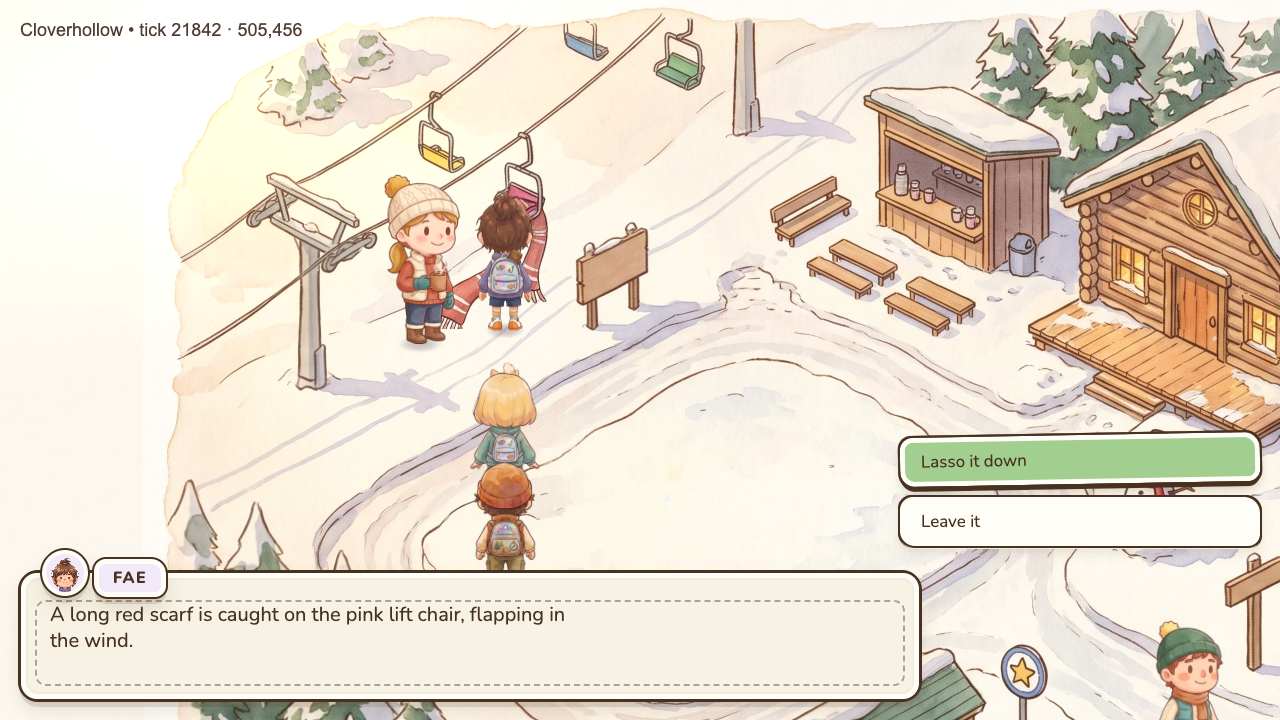 Cloverhollow • tick 21842 · 505,456
Lasso it down
Leave it
FAE
A long red scarf is caught on the pink lift chair, flapping in
the wind.